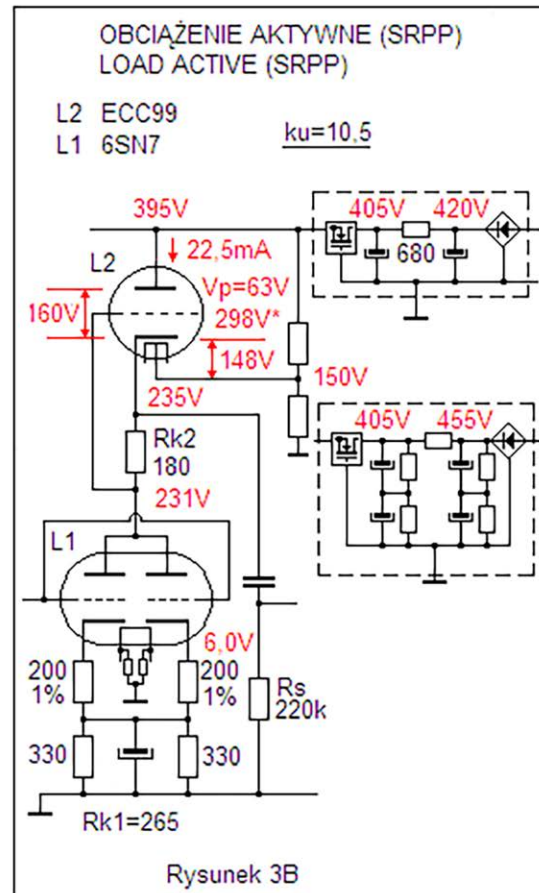 OBCIĄŻENIE AKTYWNE (SRPP)
LOAD ACTIVE (SRPP)
L2 ECC99
L1 6SN7
ku=10,5
395V
405V
420V
680
22,5mA
L2
Vp=63V
160V
298V*
148V
150V
235V
405V
455V
Rk2
180
231V
L1
6,0V
200
1%
200
1%
Rs
220k
330
330
Rk1=265
Rysunek 3B